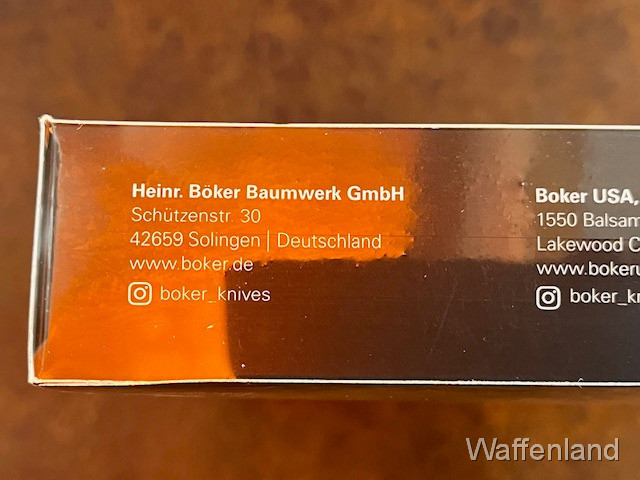 Heinr. Böker Baumwerk GmbH
Schützenstr. 30
42659 Solingen | Deutschland
www.boker.de
boker_knives
Boker USA,
1550 Balsam
Lakewood
www.boker
boker_
Waffenland